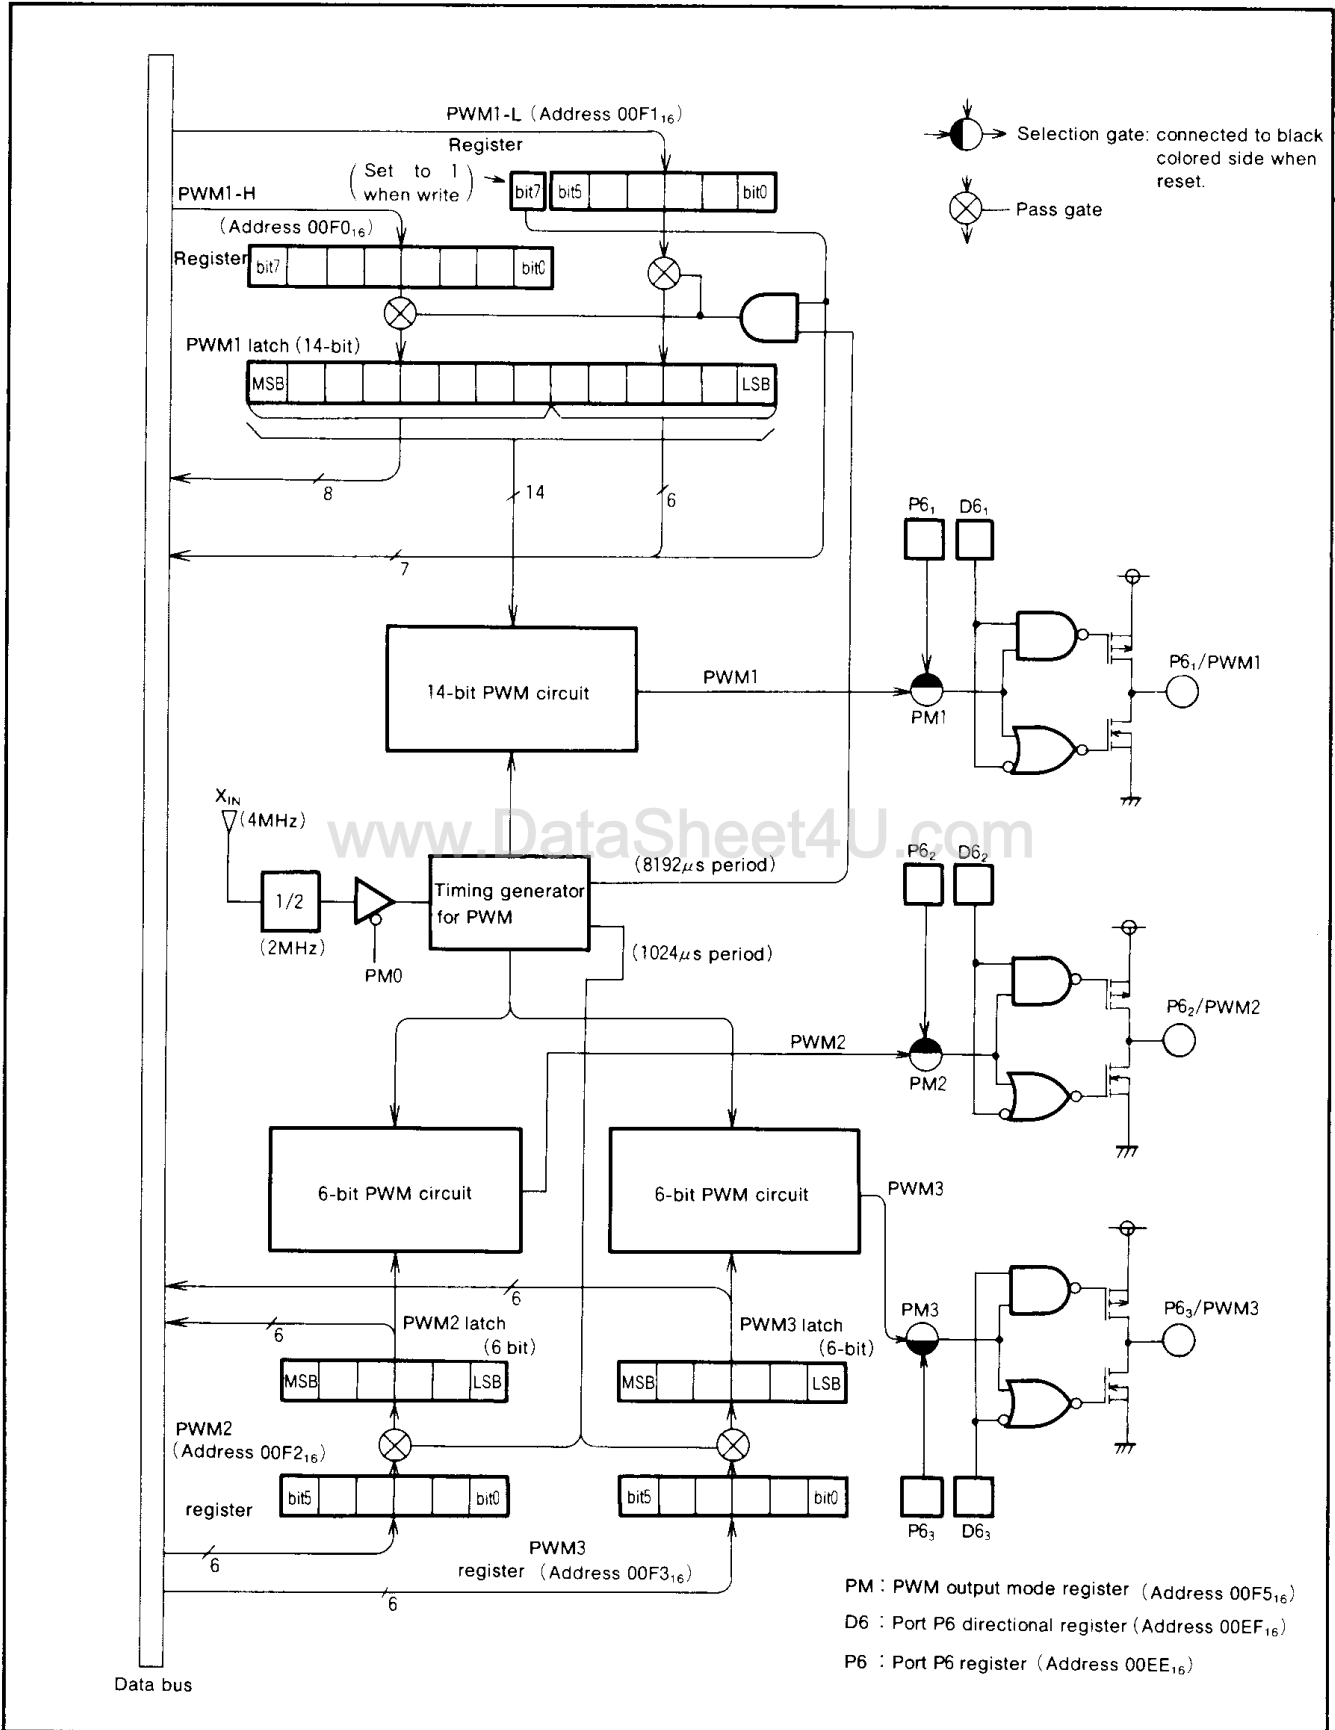 PWM1-L (Address 00F1₁₆)
Register
(Set to 1
when write)
bit7
bit5
bit0
PWM1-H
(Address 00F0₁₆)
Register
bit7
bit0
PWM1 latch (14-bit)
MSB
LSB
8
14
6
7
Selection gate: connected to black
colored side when
reset.
Pass gate
P6₁
D6₁
14-bit PWM circuit
PWM1
PM1
P6₁/PWM1
XIN
(4MHz)
www.DataSheet4U.com
1/2
(2MHz)
PM0
Timing generator
for PWM
(8192μs period)
(1024μs period)
P6₂
D6₂
PWM2
PM2
P6₂/PWM2
6-bit PWM circuit
6-bit PWM circuit
PWM3
PM3
P6₃/PWM3
6
6
PWM2 latch
(6 bit)
PWM3 latch
(6-bit)
MSB
LSB
MSB
LSB
PWM2
(Address 00F2₁₆)
register
bit5
bit0
bit5
bit0
6
PWM3
register (Address 00F3₁₆)
6
P6₃
D6₃
PM : PWM output mode register (Address 00F5₁₆)
D6 : Port P6 directional register (Address 00EF₁₆)
P6 : Port P6 register (Address 00EE₁₆)
Data bus